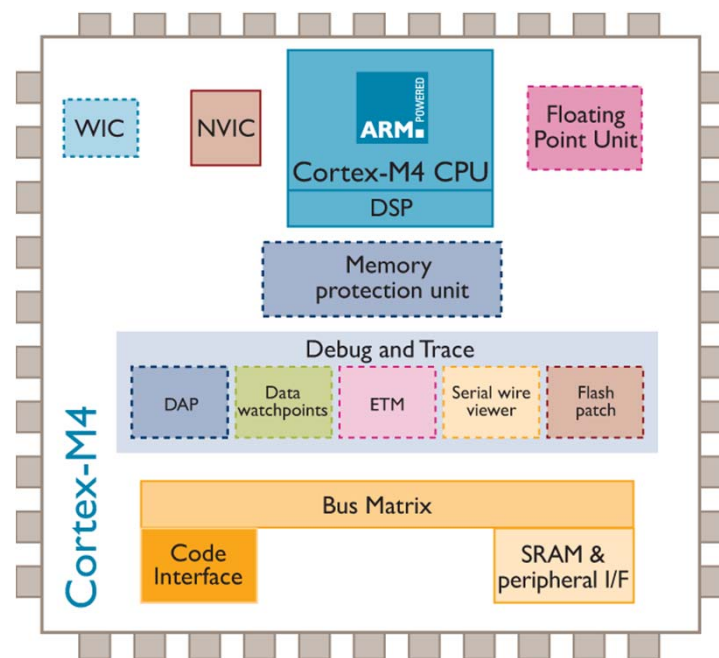 WIC
NVIC
ARM
POWERED
Cortex-M4 CPU
DSP
Floating
Point Unit
Memory
protection unit
Debug and Trace
DAP
Data
watchpoints
ETM
Serial wire
viewer
Flash
patch
Cortex-M4
Bus Matrix
Code
Interface
SRAM &
peripheral I/F